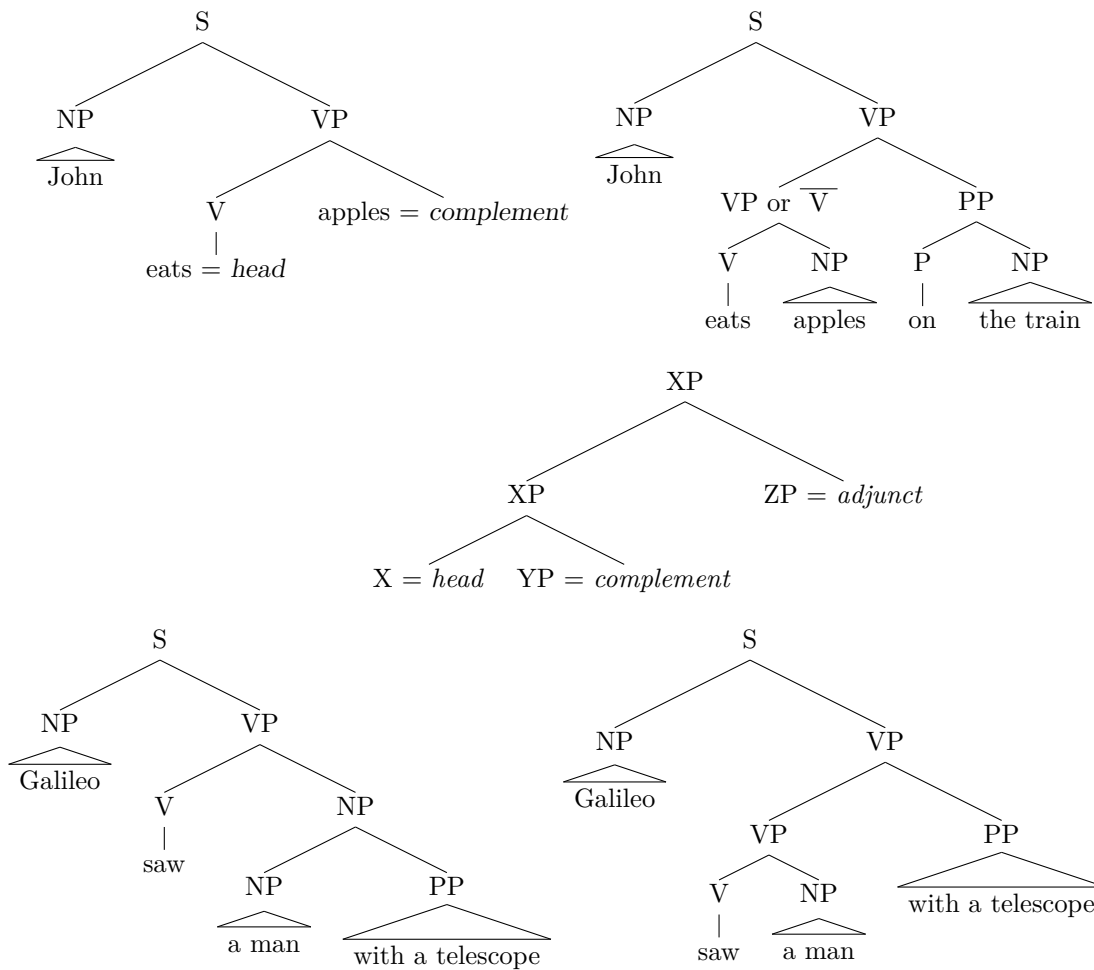 S
NP VP
John
V apples = complement
eats = head
S
NP VP
John
VP or V̅ PP
V NP P NP
eats apples on the train
XP
XP ZP = adjunct
X = head YP = complement
S
NP VP
Galileo
V NP
saw
NP PP
a man with a telescope
S
NP VP
Galileo
VP PP
V NP with a telescope
saw a man